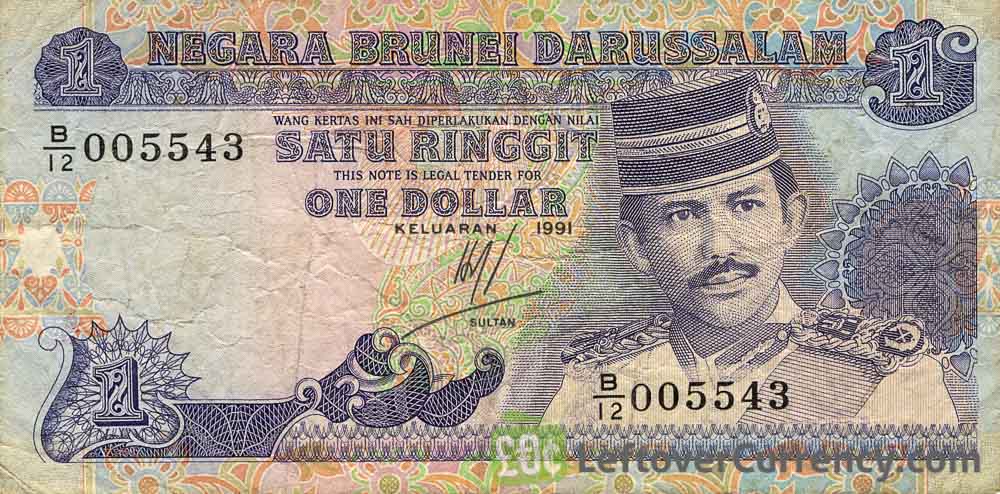 1 NEGARA BRUNEI DARUSSALAM 1
B/12 005543
WANG KERTAS INI SAH DIPERLAKUKAN DENGAN NILAI
SATU RINGGIT
THIS NOTE IS LEGAL TENDER FOR
ONE DOLLAR
KELUARAN 1991
SULTAN
1
B/12 005543
£$€ LeftoverCurrency.com